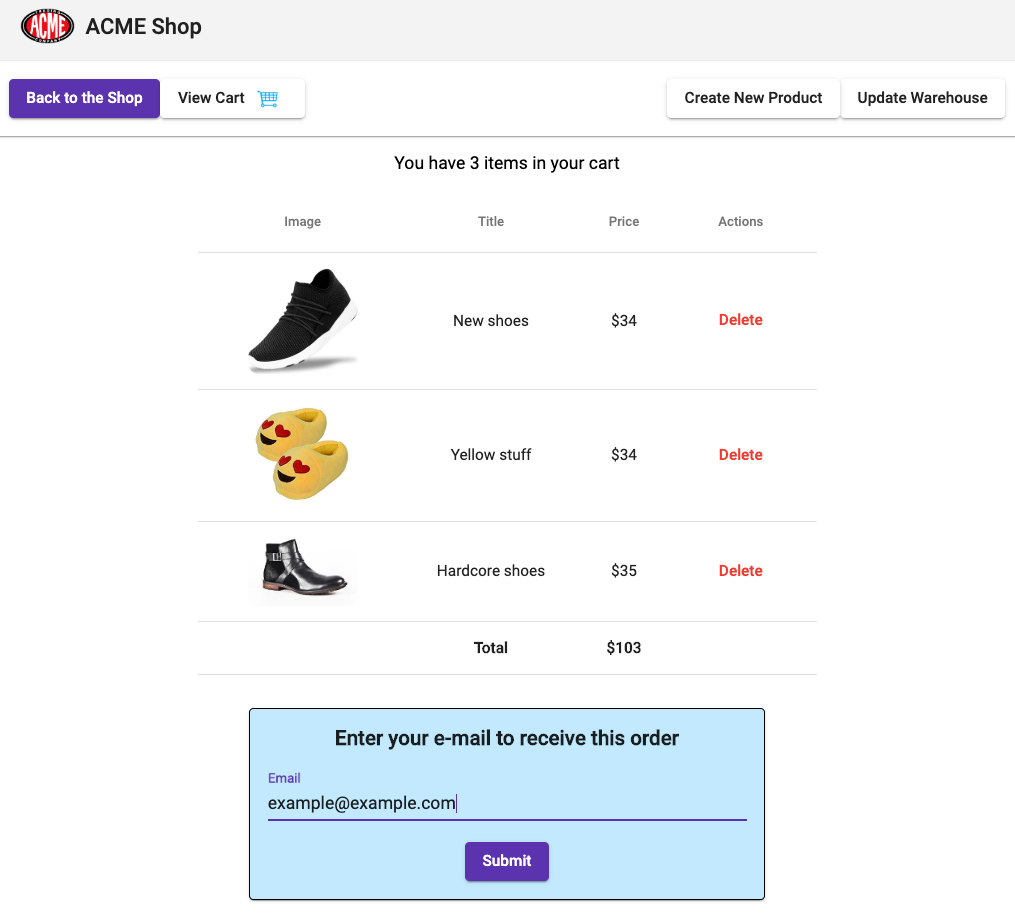 TRADING
ACME
COMPANY
ACME Shop
Back to the Shop
View Cart
Create New Product
Update Warehouse
You have 3 items in your cart
Image Title Price Actions
New shoes $34 Delete
Yellow stuff $34 Delete
Hardcore shoes $35 Delete
Total $103
Enter your e-mail to receive this order
Email
example@example.com
Submit